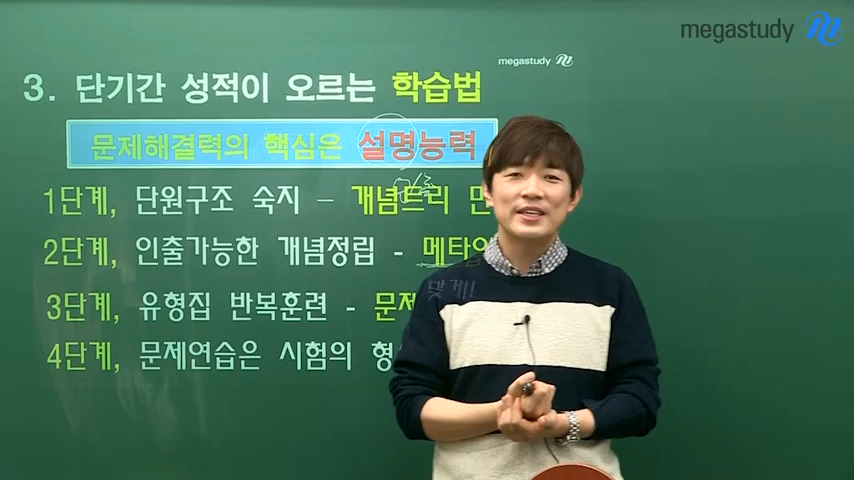 megastudy
megastudy
3. 단기간 성적이 오르는 학습법
문제해결력의 핵심은 설명능력
1단계, 단원구조 숙지 – 개념트리
2단계, 인출가능한 개념정립 - 메타
맞게!
3단계, 유형집 반복훈련 - 문제
4단계, 문제연습은 시험의